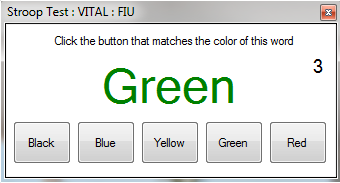 Stroop Test : VITAL : FIU
Click the button that matches the color of this word
3
Green
Black Blue Yellow Green Red